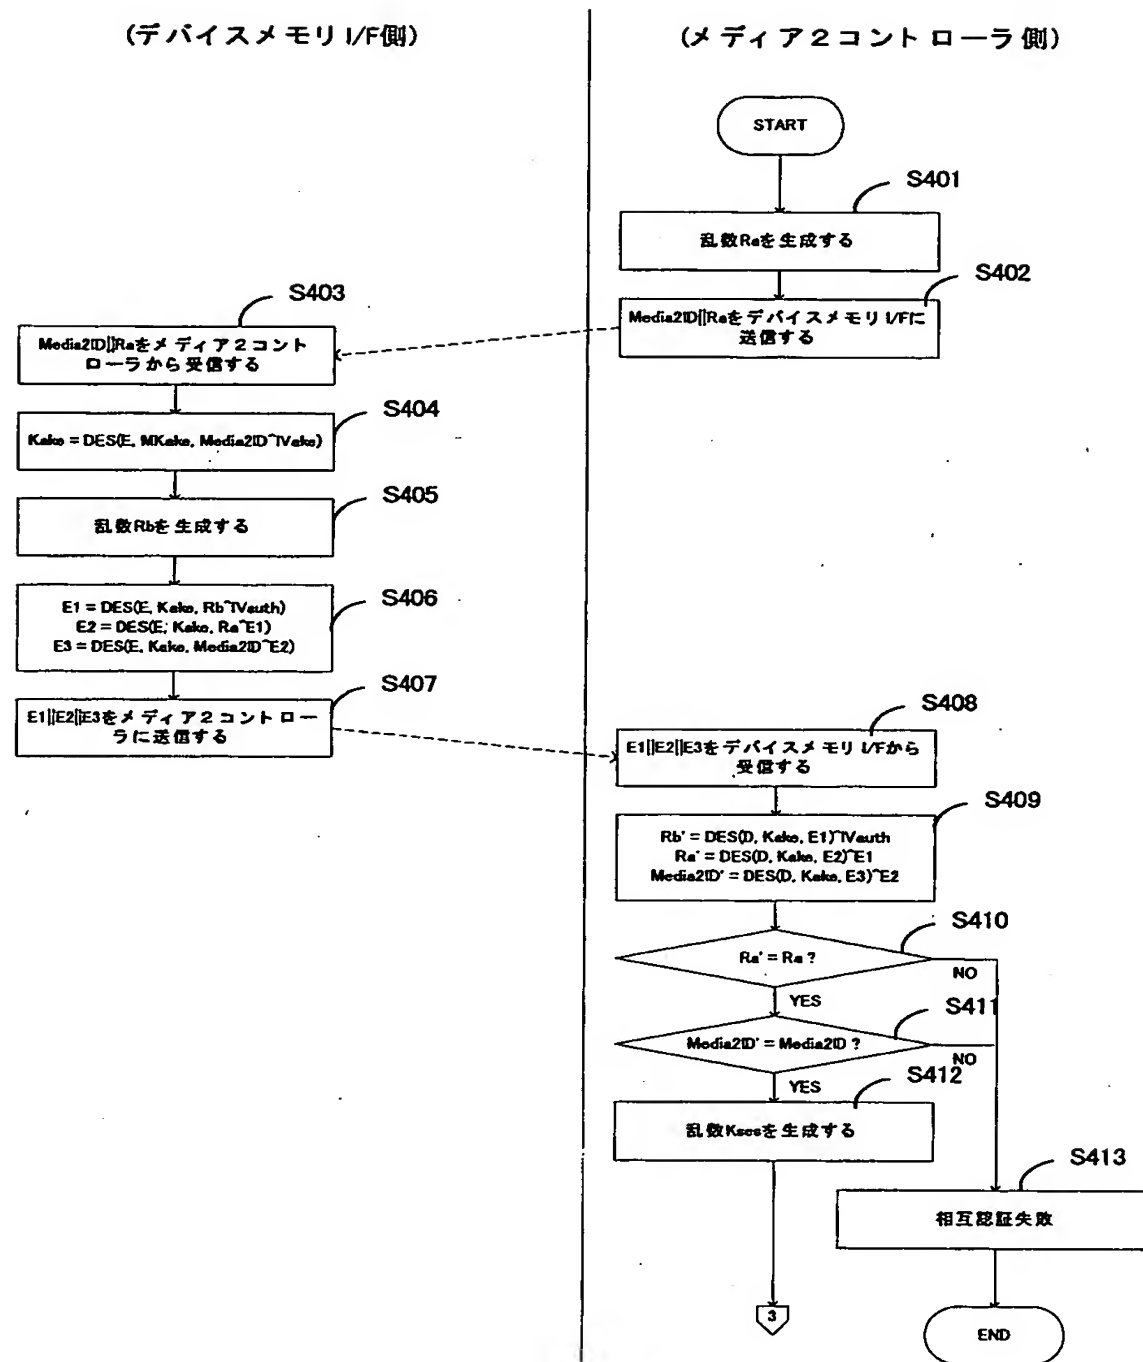 (デバイスメモリI/F側)
(メディア2コントローラ側)
START
S401
乱数Raを生成する
S402
Media2ID||RaをデバイスメモリI/Fに
送信する
S403
Media2ID||Raをメディア2コント
ローラから受信する
S404
Kake = DES(E, MKake, Media2ID^IVake)
S405
乱数Rbを生成する
S406
E1 = DES(E, Kake, Rb^IVauth)
E2 = DES(E, Kake, Ra^E1)
E3 = DES(E, Kake, Media2ID^E2)
S407
E1||E2||E3をメディア2コントロー
ラに送信する
S408
E1||E2||E3をデバイスメモリI/Fから
受信する
S409
Rb' = DES(D, Kake, E1)^IVauth
Ra' = DES(D, Kake, E2)^E1
Media2ID' = DES(D, Kake, E3)^E2
S410
Ra' = Ra ?
NO
YES
S411
Media2ID' = Media2ID ?
NO
YES
S412
乱数Ksesを生成する
S413
相互認証失敗
3
END